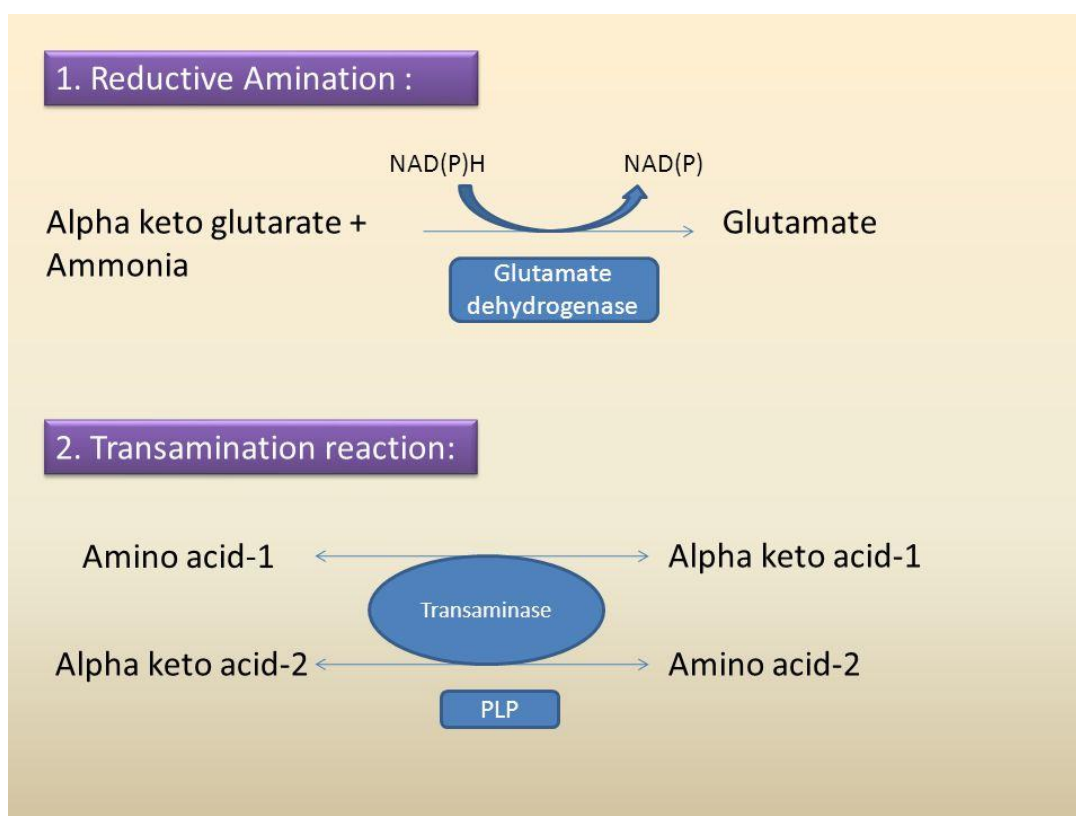 1. Reductive Amination :
NAD(P)H
NAD(P)
Alpha keto glutarate +
Ammonia
Glutamate
Glutamate
dehydrogenase
2. Transamination reaction:
Amino acid-1
Alpha keto acid-1
Transaminase
Alpha keto acid-2
Amino acid-2
PLP